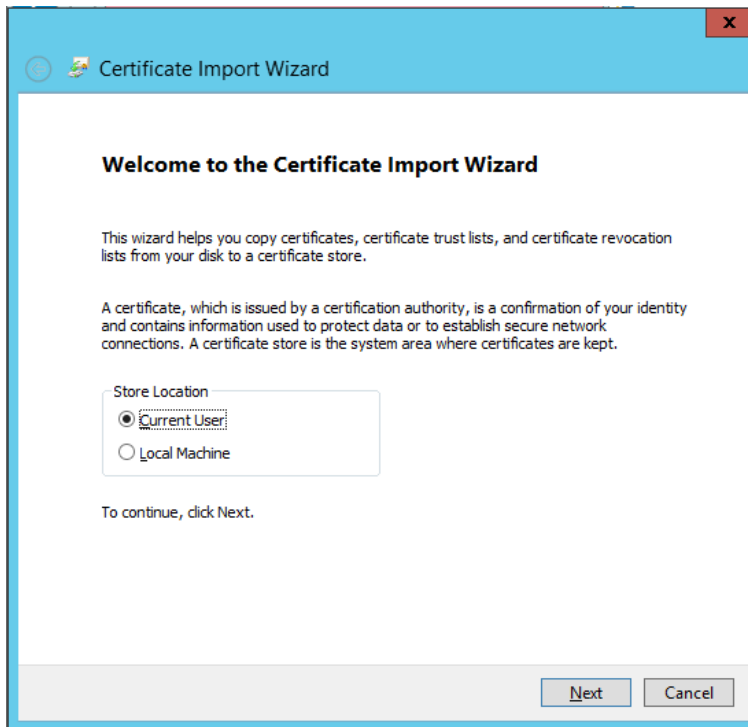 x
Certificate Import Wizard
Welcome to the Certificate Import Wizard
This wizard helps you copy certificates, certificate trust lists, and certificate revocation
lists from your disk to a certificate store.
A certificate, which is issued by a certification authority, is a confirmation of your identity
and contains information used to protect data or to establish secure network
connections. A certificate store is the system area where certificates are kept.
Store Location
Current User
Local Machine
To continue, click Next.
Next Cancel